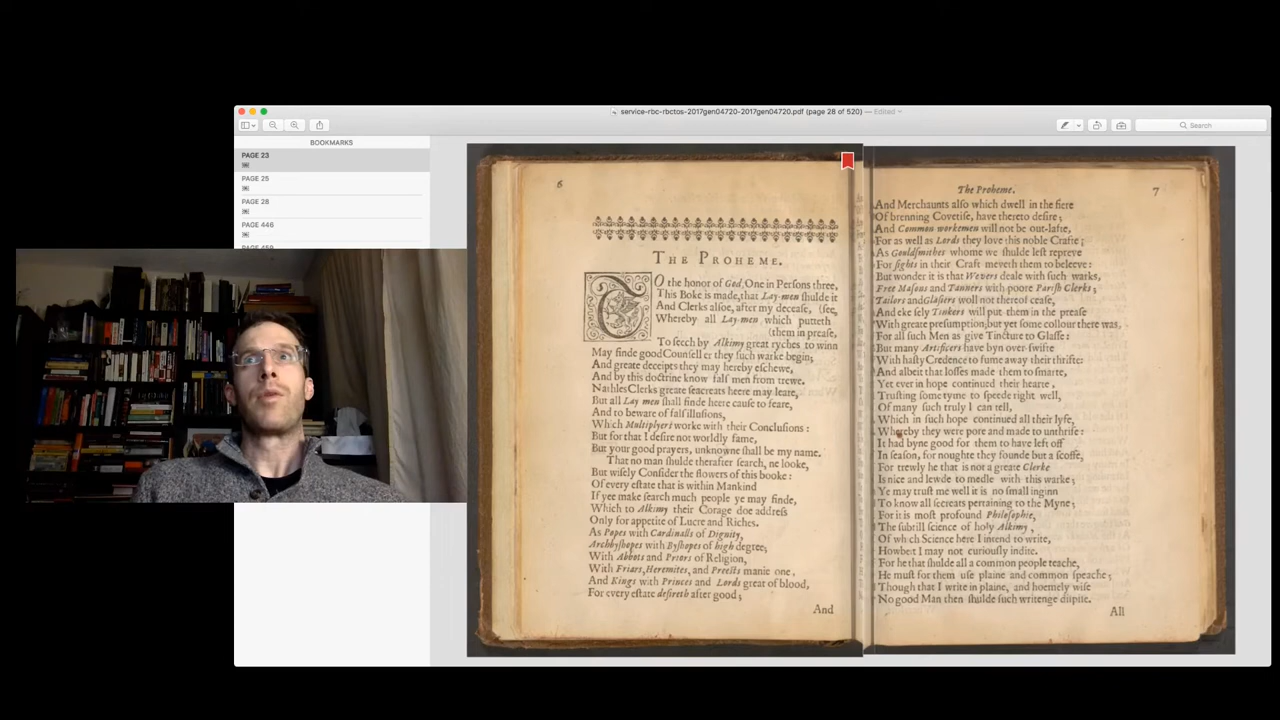 service-rbc-rbctos-2017gen04720-2017gen04720.pdf (page 28 of 520) — Edited
Search
BOOKMARKS
PAGE 23
PAGE 25
PAGE 28
PAGE 446
6
THE PROHEME.
TO the honor of God, One in Persons three,
This Boke is made, that Lay-men shulde it
And Clerks alsoe, after my decease, (see,
Whereby all Lay-men which putteth
(them in prease,
To seech by Alkimy great ryches to winn
May finde good Counsell er they such warke begin;
And greate deceipts they may hereby eschewe,
And by this doctrine know fals men from trewe.
Nathles Clerks greate seacreats heere may leare,
But all Lay men shall finde heere cause to feare,
And to beware of fals illusions,
Which Multiplyers worke with their Conclusions:
But for that I desire not worldly fame,
But your good prayers, unknowne shall be my name.
That no man shulde therafter search, ne looke,
But wisely Consider the flowers of this booke:
Of every estate that is within Mankind
If yee make search much people ye may finde,
Which to Alkimy their Corage doe address
Only for appetite of Lucre and Riches.
As Popes with Cardinalls of Dignity,
Archbyshopes with Byshopes of high degree;
With Abbots and Priors of Religion,
With Friars, Heremites, and Preests manie one,
And Kings with Princes and Lords great of blood,
For every estate desireth after good;
And
The Proheme. 7
And Merchaunts also which dwell in the fiere
Of brenning Covetise, have thereto desire;
And Common workemen will not be out-laste,
For as well as Lords they love this noble Crafte;
As Gouldsmithes whome we shulde lest repreve
For sights in their Craft meveth them to beleeve:
But wonder it is that Wevers deale with such warks,
Free Masons and Tanners with poore Parish Clerks;
Tailors and Glasiers woll not thereof cease,
And eke sely Tinkers will put them in the prease
With greate presumption; but yet some collour there was,
For all such Men as give Tincture to Glasse:
But many Artificers have byn over-swifte
With hasty Credence to fume away their thrifte:
And albeit that losses made them to smarte,
Yet ever in hope continued their hearte,
Trusting some tyme to speede right well,
Of many such truly I can tell,
Which in such hope continued all their lyfe,
Whereby they were pore and made to unthrife:
It had byne good for them to have left off
In season, for noughte they founde but a scoffe,
For trewly he that is not a greate Clerke
Is nice and lewde to medle with this warke;
Ye may trust me well it is no small inginn
To know all secreats pertaining to the Myne;
For it is most profound Philosophie,
The subtill science of holy Alkimy,
Of which Science here I intend to write,
Howbeit I may not curiously indite.
For he that shulde all a common people teache,
He must for them use plaine and common speache;
Though that I write in plaine, and hoemely wise
No good Man then shulde such writenge dispise.
All